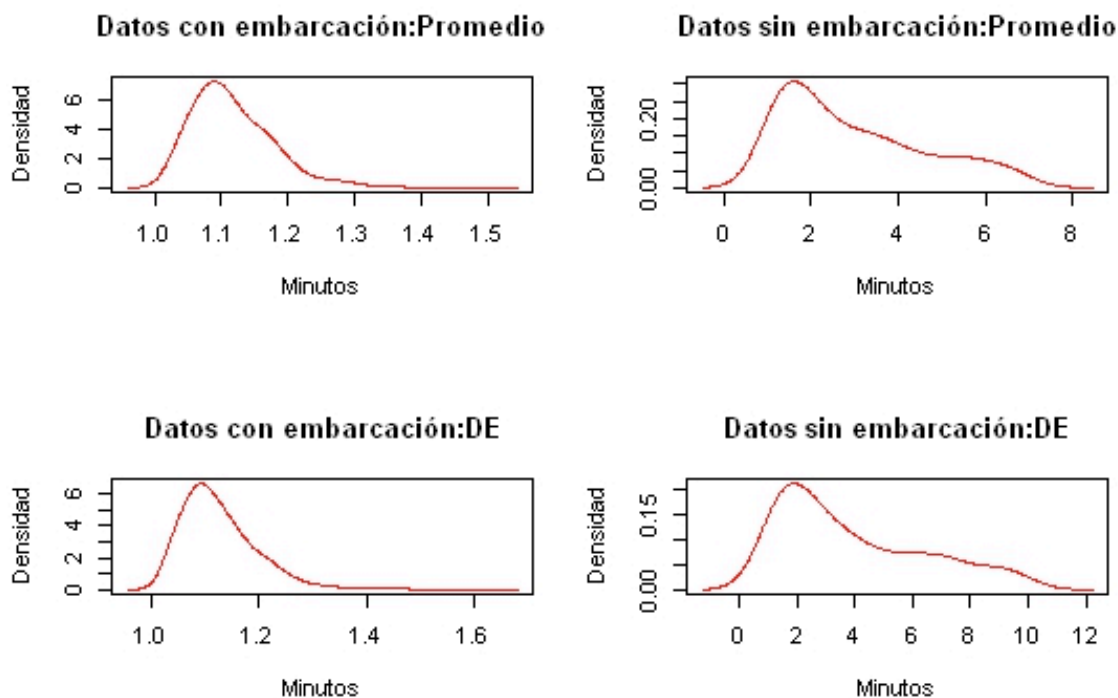 Datos con embarcación:Promedio
Densidad
0 2 4 6
1.0 1.1 1.2 1.3 1.4 1.5
Minutos
Datos sin embarcación:Promedio
Densidad
0.00 0.20
0 2 4 6 8
Minutos
Datos con embarcación:DE
Densidad
0 2 4 6
1.0 1.2 1.4 1.6
Minutos
Datos sin embarcación:DE
Densidad
0.00 0.15
0 2 4 6 8 10 12
Minutos